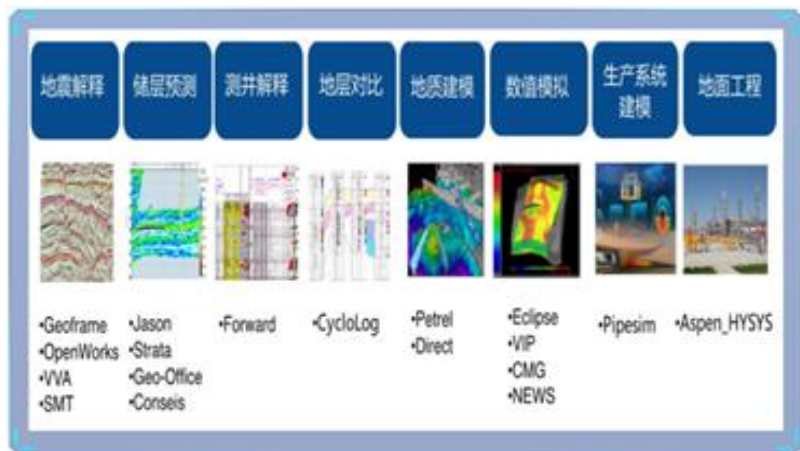 地震解释
储层预测
测井解释
地层对比
地质建模
数值模拟
生产系统
建模
地面工程
•Geoframe
•OpenWorks
•VVA
•SMT
•Jason
•Strata
•Geo-Office
•Conseis
•Forward
•CycloLog
•Petrel
•Direct
•Eclipse
•VIP
•CMG
•NEWS
•Pipesim
•Aspen_HYSYS